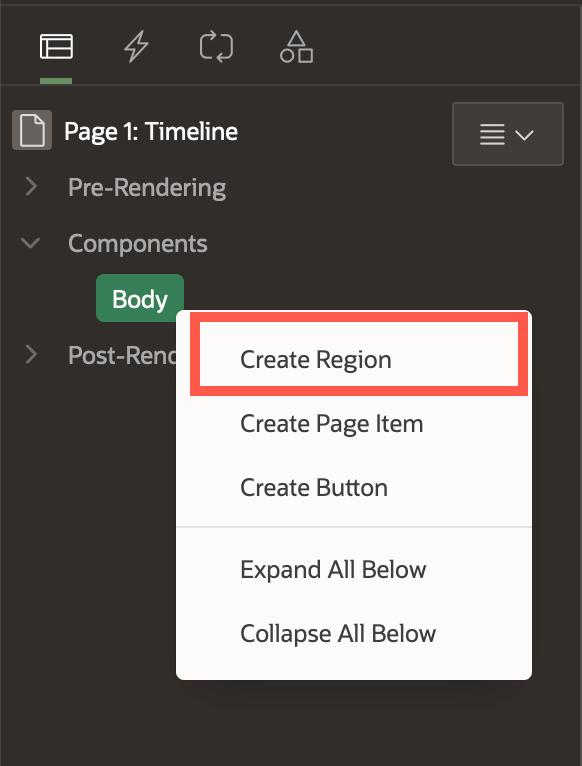 Page 1: Timeline
Pre-Rendering
Components
Body
Post-Rend
Create Region
Create Page Item
Create Button
Expand All Below
Collapse All Below